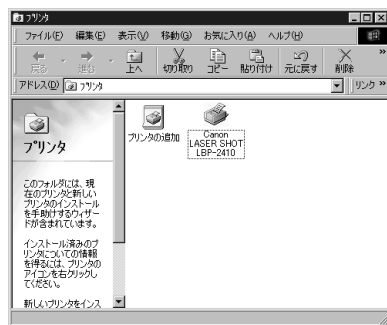 プリンタ
ファイル(F) 編集(E) 表示(V) 移動(G) お気に入り(A) ヘルプ(H)
戻る 進む 上へ 切り取り コピー 貼り付け 元に戻す 削除 »
アドレス(D) プリンタ リンク »
プリンタ
このフォルダには、現
在のプリンタと新しい
プリンタのインストール
を手助けするウィザー
ドが含まれています。
インストール済みのプ
リンタについての情報
を得るには、プリンタの
アイコンを右クリックし
てください。
新しいプリンタをインス
プリンタの追加
Canon
LASER SHOT
LBP-2410